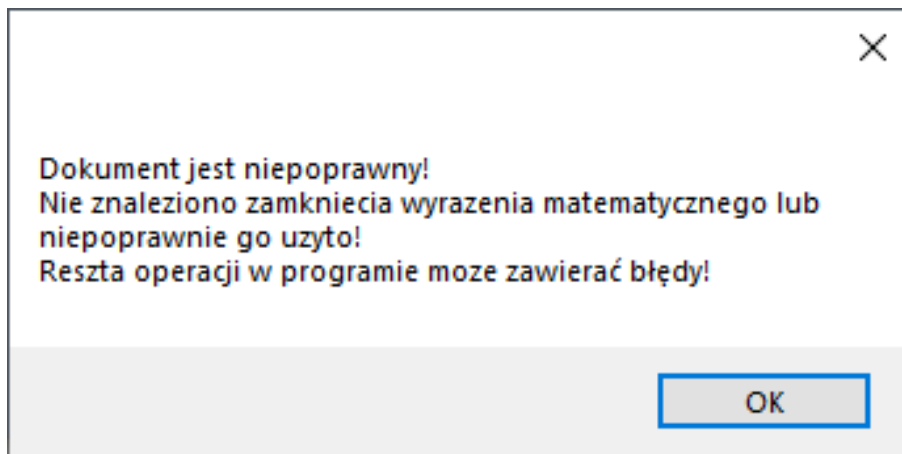 Dokument jest niepoprawny!
Nie znaleziono zamkniecia wyrazenia matematycznego lub
niepoprawnie go uzyto!
Reszta operacji w programie moze zawierać błędy!
OK